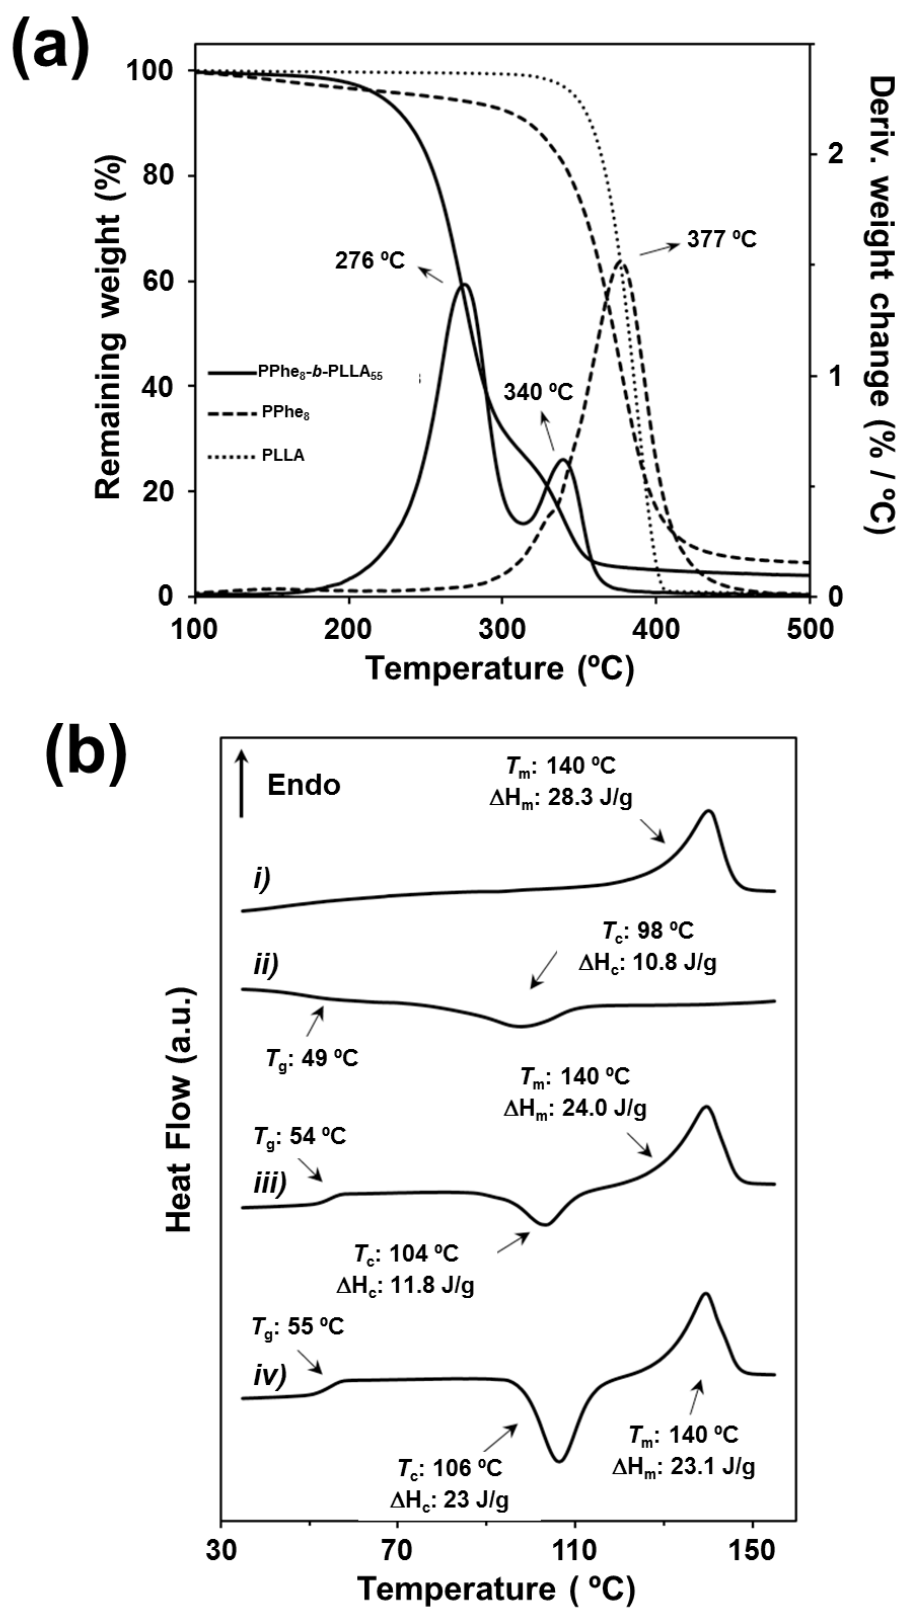 (a)
100
80
60
40
20
0
2
1
0
276 ºC
377 ºC
340 ºC
PPhe8-b-PLLA55
PPhe8
PLLA
100 200 300 400 500
Temperature (ºC)
Remaining weight (%)
Deriv. weight change (% / ºC)
(b)
Endo
Tm: 140 ºC
ΔHm: 28.3 J/g
i)
Tc: 98 ºC
ΔHc: 10.8 J/g
ii)
Tg: 49 ºC
Tm: 140 ºC
ΔHm: 24.0 J/g
Tg: 54 ºC
iii)
Tc: 104 ºC
ΔHc: 11.8 J/g
Tg: 55 ºC
iv)
Tm: 140 ºC
ΔHm: 23.1 J/g
Tc: 106 ºC
ΔHc: 23 J/g
Heat Flow (a.u.)
30 70 110 150
Temperature ( ºC)